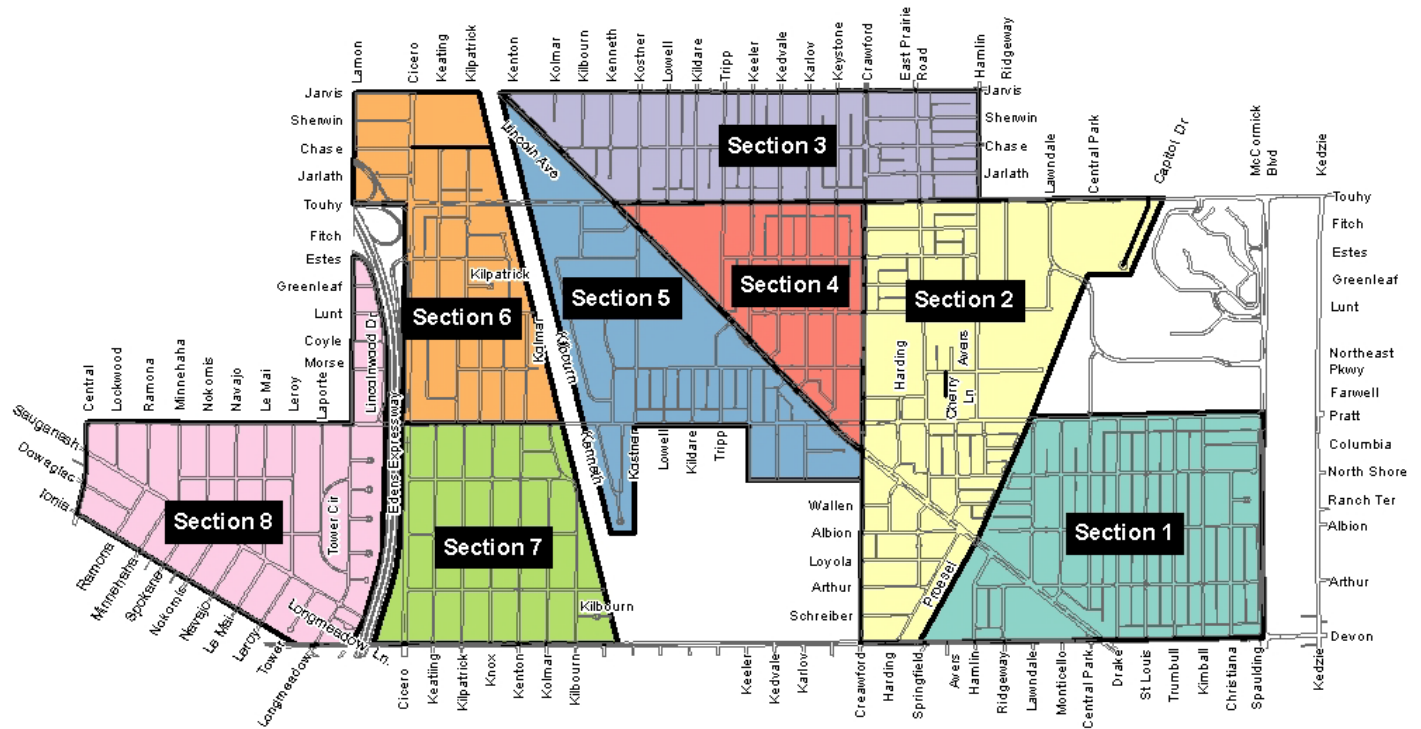 Lamon
Cicero
Keating
Kilpatrick
Kenton
Kolmar
Kilbourn
Kenneth
Kostner
Lowell
Kildare
Tripp
Keeler
Kedvale
Karlov
Keystone
Crawford
East Prairie
Road
Hamlin
Ridgeway
Jarvis
Sherwin
Chase
Jarlath
Touhy
Fitch
Estes
Greenleaf
Lunt
Coyle
Morse
Jarvis
Sherwin
Chase
Jarlath
Lawndale
Central Park
Capitol Dr
McCormick
Blvd
Kedzie
Touhy
Fitch
Estes
Greenleaf
Lunt
Northeast
Pkwy
Farwell
Pratt
Columbia
North Shore
Ranch Ter
Albion
Arthur
Devon
Lincoln Ave
Section 3
Section 4
Section 2
Section 5
Section 6
Kilpatrick
Kolmar
Kilbourn
Harding
Avers
Cherry
Ln
Lincolnwood Dr
Edens Expressway
Central
Lockwood
Ramona
Minnehaha
Nokomis
Navajo
Le Mai
Leroy
Laporte
Sauganash
Dowagiac
Ionia
Section 8
Tower Cir
Section 7
Kenneth
Kostner
Lowell
Kildare
Tripp
Wallen
Albion
Loyola
Arthur
Schreiber
Proesel
Section 1
Kilbourn
Ramona
Minnehaha
Spokane
Nokomis
Navajo
Le Mai
Leroy
Tower
Longmeadow
Longmeadow
Ln.
Cicero
Keatiing
Kilpatrick
Knox
Kenton
Kolmar
Kilbourn
Keeler
Kedvale
Karlov
Creawford
Harding
Springfield
Avers
Hamlin
Ridgeway
Lawndale
Monticello
Central Park
Drake
St Louis
Trumbull
Kimball
Christiana
Spaulding
Kedzie